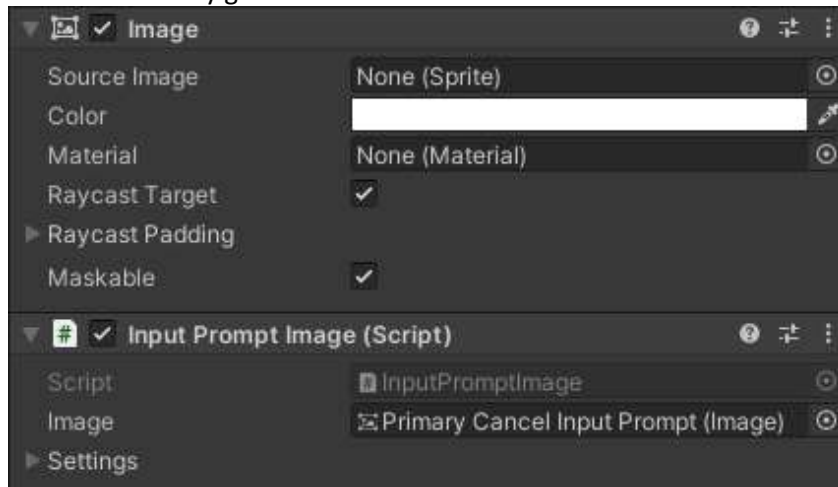 Image
Source Image None (Sprite)
Color
Material None (Material)
Raycast Target
Raycast Padding
Maskable
# Input Prompt Image (Script)
Script # InputPromptImage
Image Primary Cancel Input Prompt (Image)
Settings